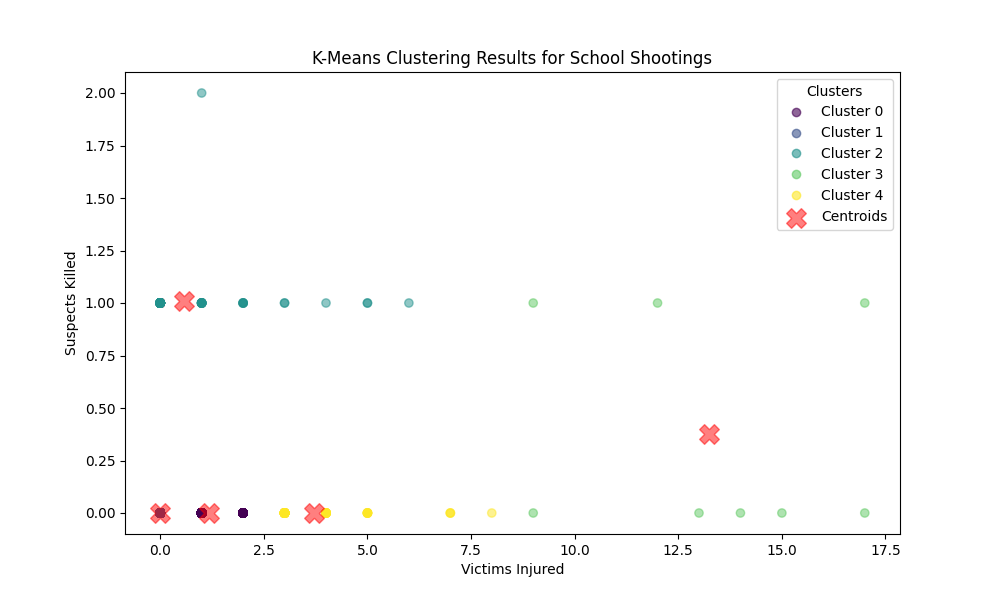 K-Means Clustering Results for School Shootings
Clusters
Cluster 0
Cluster 1
Cluster 2
Cluster 3
Cluster 4
Centroids
Suspects Killed
2.00
1.75
1.50
1.25
1.00
0.75
0.50
0.25
0.00
0.0 2.5 5.0 7.5 10.0 12.5 15.0 17.5
Victims Injured